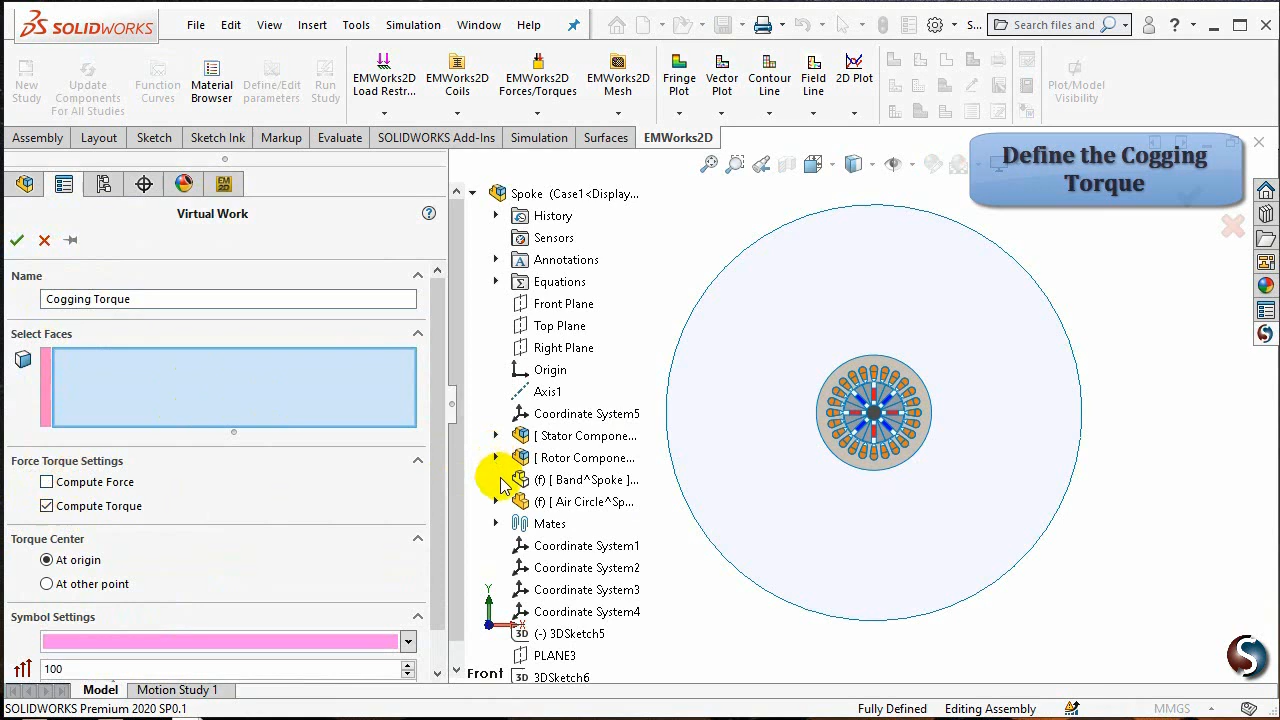 SOLIDWORKS
File Edit View Insert Tools Simulation Window Help
S...
Search files and
New Study
Update Components For All Studies
Function Curves
Material Browser
Define/Edit parameters.
Run Study
EMWorks2D Load Restr...
EMWorks2D Coils
EMWorks2D Forces/Torques
EMWorks2D Mesh
Fringe Plot
Vector Plot
Contour Line
Field Line
2D Plot
Plot/Model Visibility
Assembly Layout Sketch Sketch Ink Markup Evaluate SOLIDWORKS Add-Ins Simulation Surfaces EMWorks2D
Define the Cogging
Torque
Virtual Work
Name
Cogging Torque
Select Faces
Force Torque Settings
Compute Force
Compute Torque
Torque Center
At origin
At other point
Symbol Settings
100
Spoke (Case1<Display...
History
Sensors
Annotations
Equations
Front Plane
Top Plane
Right Plane
Origin
Axis1
Coordinate System5
[ Stator Compone...
[ Rotor Compone...
(f) [ Band^Spoke ]...
(f) [ Air Circle^Sp...
Mates
Coordinate System1
Coordinate System2
Coordinate System3
Coordinate System4
(-) 3DSketch5
PLANE3
3DSketch6
Y
X
Front
Model Motion Study 1
SOLIDWORKS Premium 2020 SP0.1
Fully Defined Editing Assembly MMGS